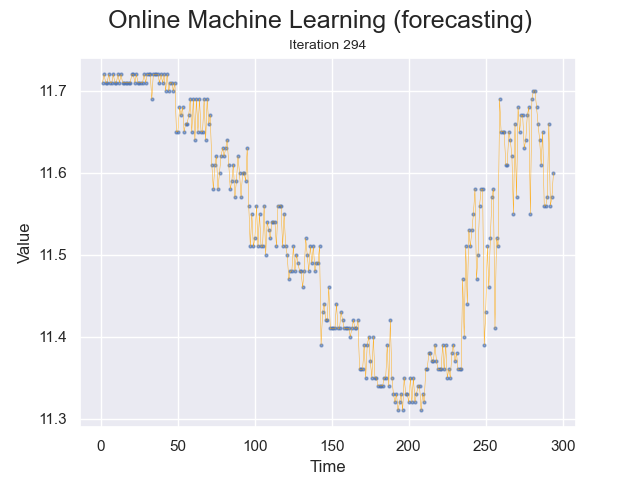 Online Machine Learning (forecasting)
Iteration 294
11.7
11.6
11.5
11.4
11.3
Value
0 50 100 150 200 250 300
Time